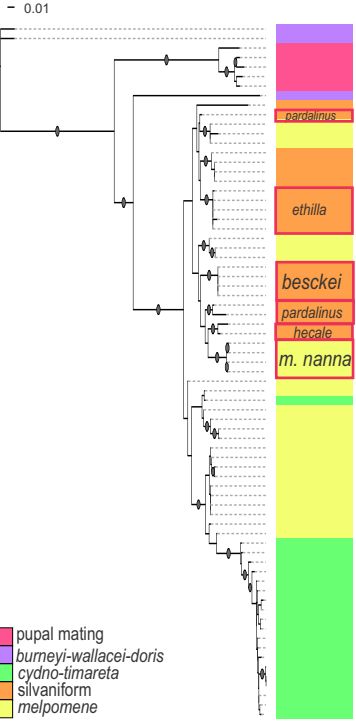 0.01
pardalinus
ethilla
besckei
pardalinus
hecale
m. nanna
pupal mating
burneyi-wallacei-doris
cydno-timareta
silvaniform
melpomene